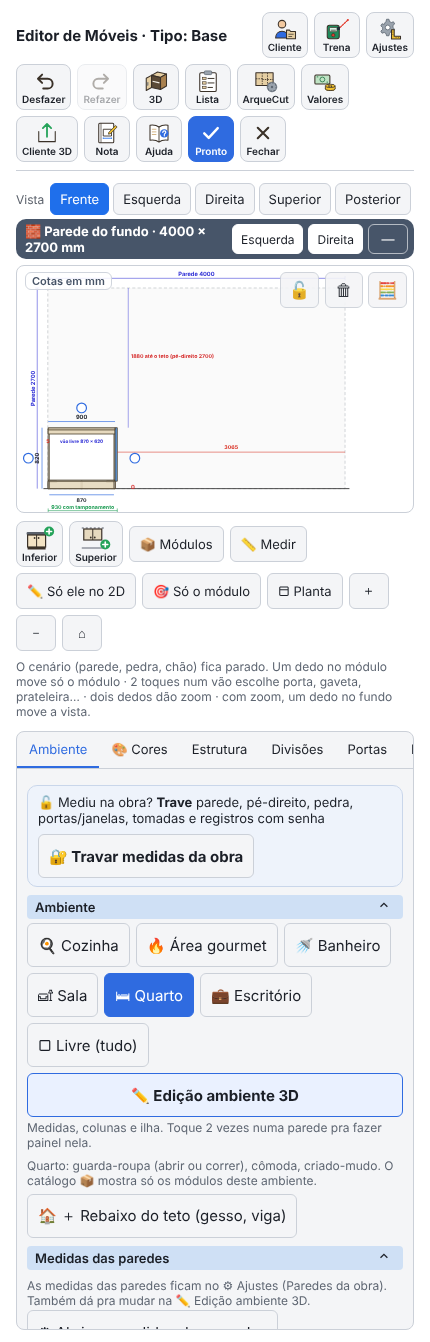 Editor de Móveis · Tipo: Base
Cliente
Trena
Ajustes
Desfazer
Refazer
3D
Lista
ArqueCut
Valores
Cliente 3D
Nota
Ajuda
Pronto
Fechar
Vista
Frente
Esquerda
Direita
Superior
Posterior
Parede do fundo · 4000 ×
2700 mm
Esquerda
Direita
—
Cotas em mm
Parede 4000
Parede 2700
1880 até o teto (pé-direito 2700)
900
vão livre 870 × 620
820
3065
0
870
930 com tamponamento
Inferior
Superior
Módulos
Medir
Só ele no 2D
Só o módulo
Planta
+
−
⌂
O cenário (parede, pedra, chão) fica parado. Um dedo no módulo
move só o módulo · 2 toques num vão escolhe porta, gaveta,
prateleira... · dois dedos dão zoom · com zoom, um dedo no fundo
move a vista.
Ambiente
Cores
Estrutura
Divisões
Portas
Mediu na obra? Trave parede, pé-direito, pedra,
portas/janelas, tomadas e registros com senha
Travar medidas da obra
Ambiente
Cozinha
Área gourmet
Banheiro
Sala
Quarto
Escritório
Livre (tudo)
Edição ambiente 3D
Medidas, colunas e ilha. Toque 2 vezes numa parede pra fazer
painel nela.
Quarto: guarda-roupa (abrir ou correr), cômoda, criado-mudo. O
catálogo 📦 mostra só os módulos deste ambiente.
+ Rebaixo do teto (gesso, viga)
Medidas das paredes
As medidas das paredes ficam no ⚙ Ajustes (Paredes da obra).
Também dá pra mudar na ✏️ Edição ambiente 3D.